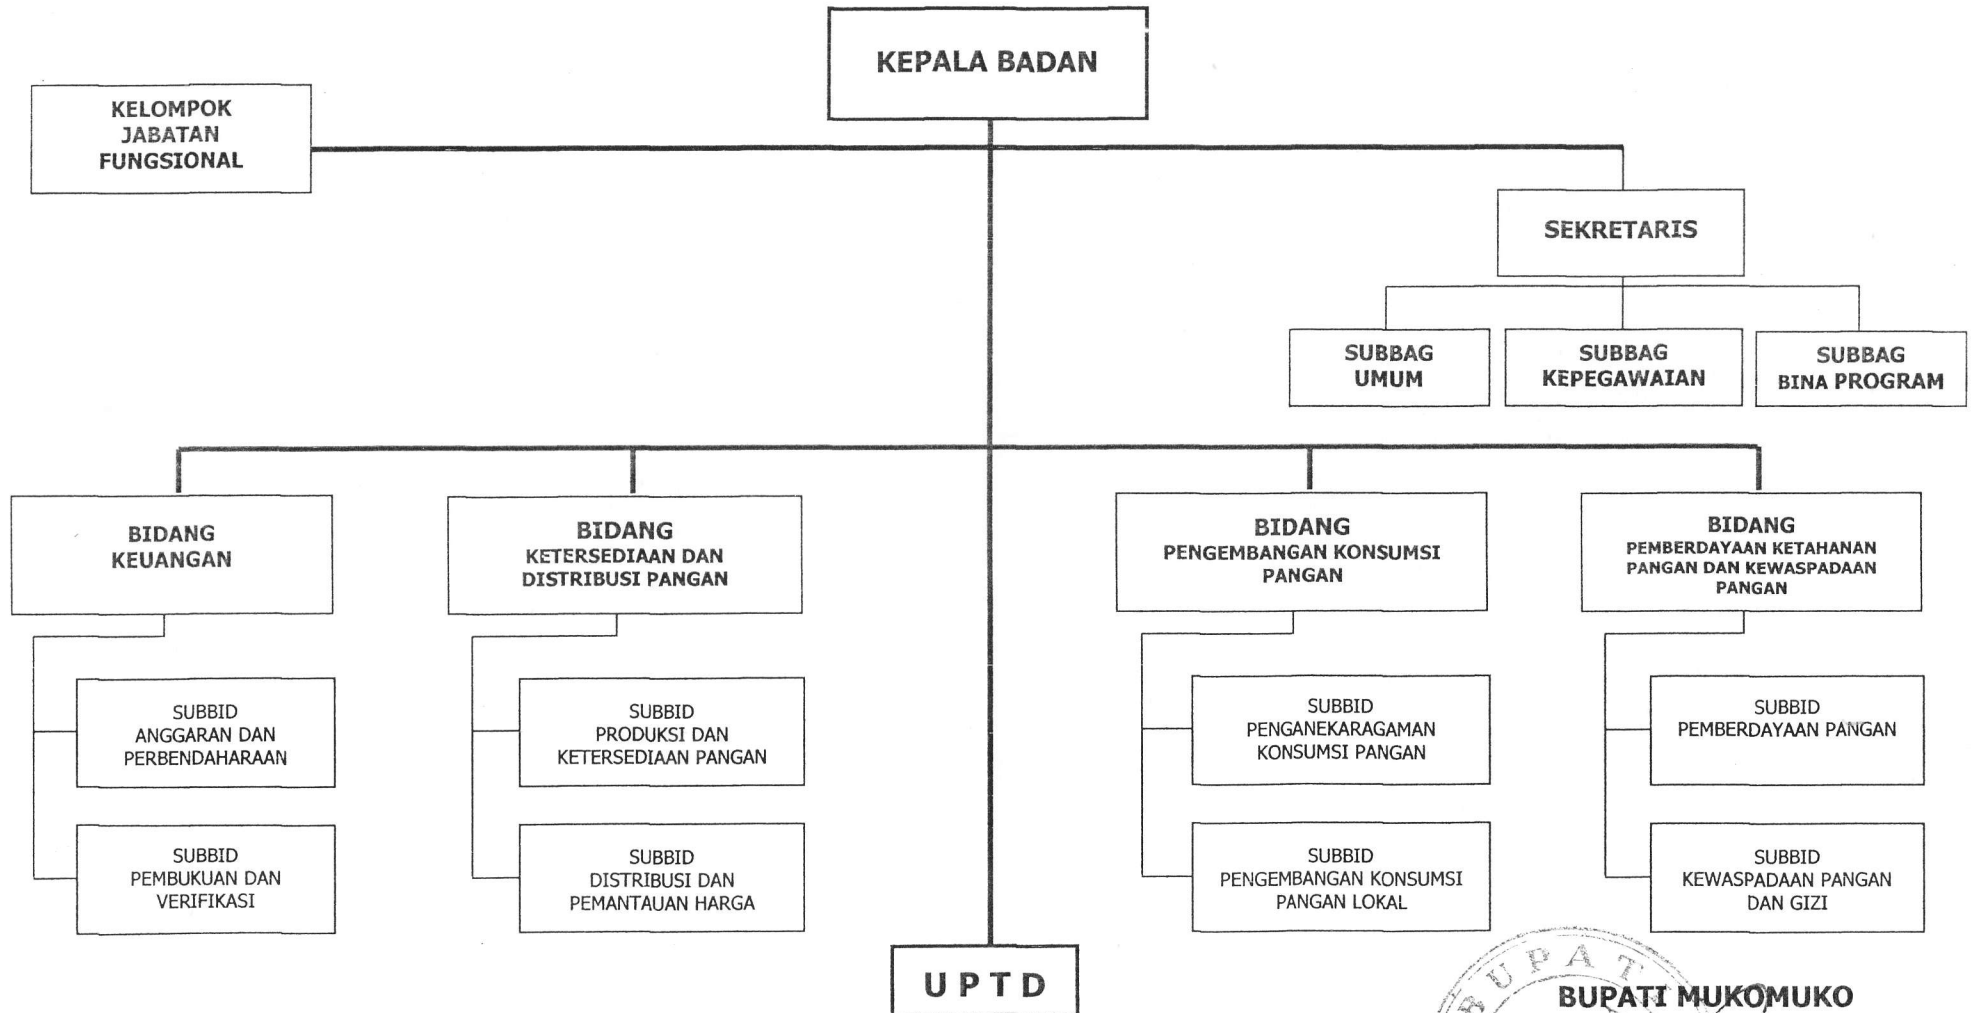 KEPALA BADAN
KELOMPOK
JABATAN
FUNGSIONAL
SEKRETARIS
SUBBAG
UMUM
SUBBAG
KEPEGAWAIAN
SUBBAG
BINA PROGRAM
BIDANG
KEUANGAN
BIDANG
KETERSEDIAAN DAN
DISTRIBUSI PANGAN
BIDANG
PENGEMBANGAN KONSUMSI
PANGAN
BIDANG
PEMBERDAYAAN KETAHANAN
PANGAN DAN KEWASPADAAN
PANGAN
SUBBID
ANGGARAN DAN
PERBENDAHARAAN
SUBBID
PRODUKSI DAN
KETERSEDIAAN PANGAN
SUBBID
PENGANEKARAGAMAN
KONSUMSI PANGAN
SUBBID
PEMBERDAYAAN PANGAN
SUBBID
PEMBUKUAN DAN
VERIFIKASI
SUBBID
DISTRIBUSI DAN
PEMANTAUAN HARGA
SUBBID
PENGEMBANGAN KONSUMSI
PANGAN LOKAL
SUBBID
KEWASPADAAN PANGAN
DAN GIZI
U P T D
BUPAT
BUPATI MUKOMUKO